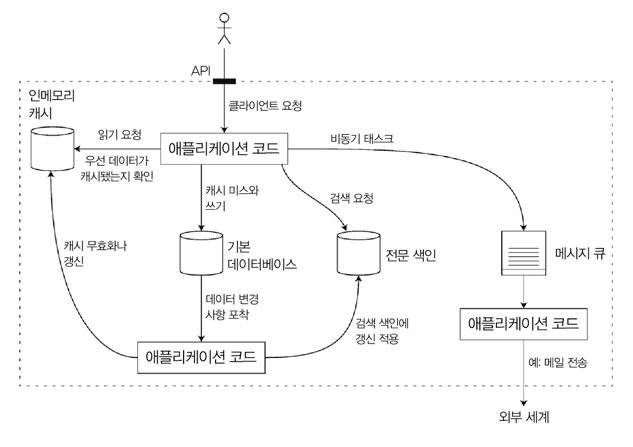 API
클라이언트 요청
인메모리
캐시
읽기 요청
우선 데이터가
캐시됐는지 확인
애플리케이션 코드
비동기 태스크
캐시 미스와
쓰기
검색 요청
캐시 무효화나
갱신
기본
데이터베이스
전문 색인
메시지 큐
데이터 변경
사항 포착
검색 색인에
갱신 적용
애플리케이션 코드
애플리케이션 코드
예: 메일 전송
외부 세계